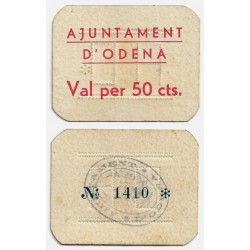 AJUNTAMENT
D'ODENA
Val per 50 cts.
№ 1410 *